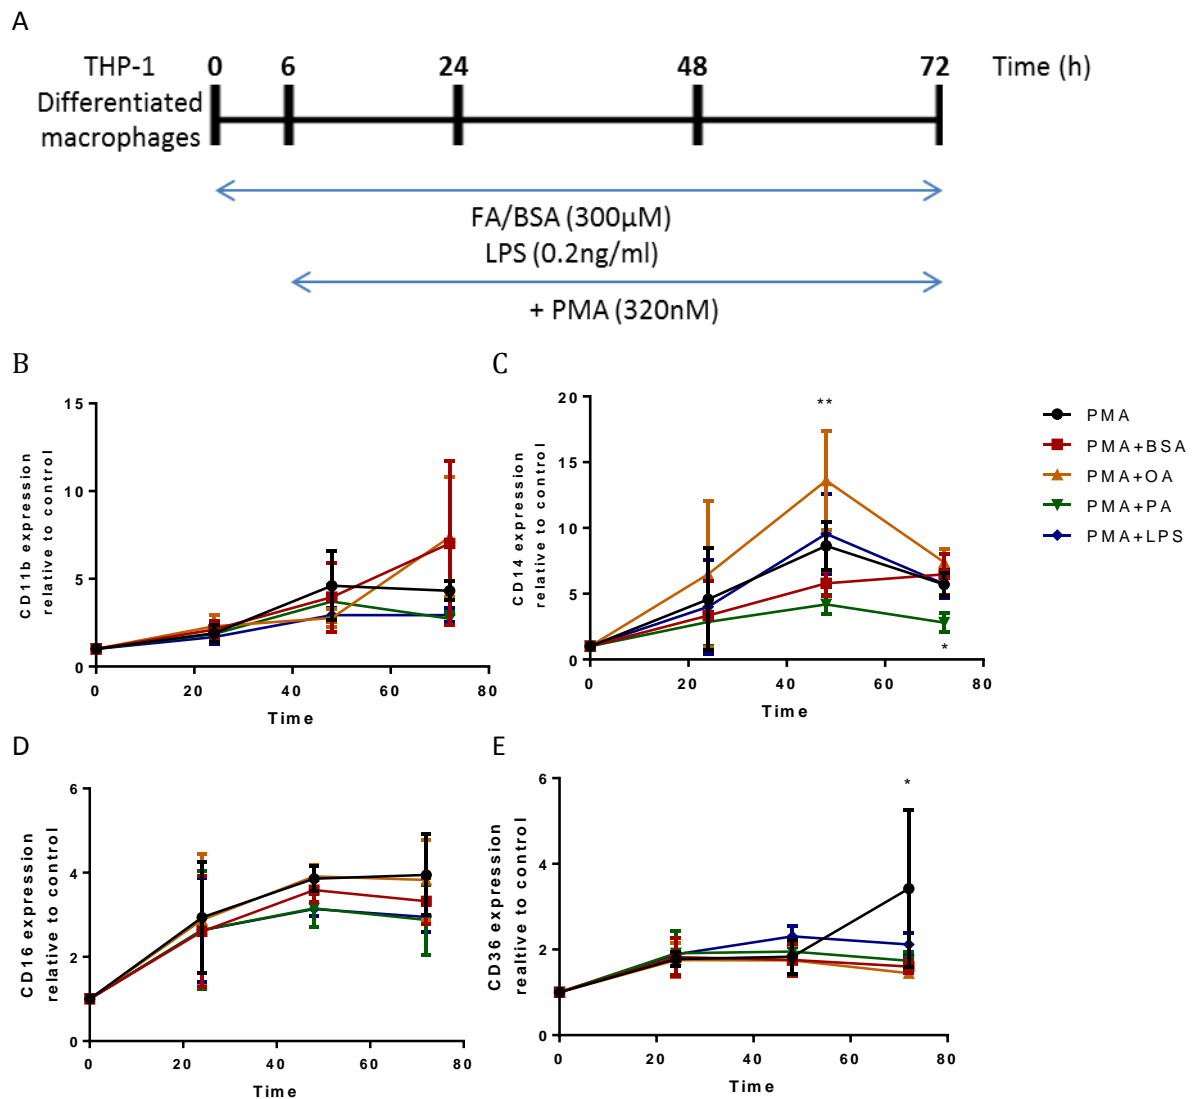 A
THP-1 0 6 24 48 72 Time (h)
Differentiated
macrophages
FA/BSA (300µM)
LPS (0.2ng/ml)
+ PMA (320nM)
B
CD11b expression
relative to control
15
10
5
0
0 20 40 60 80
Time
C
CD14 expression
relative to control
20
15
10
5
0
**
*
0 20 40 60 80
Time
PMA
PMA+BSA
PMA+OA
PMA+PA
PMA+LPS
D
CD16 expression
relative to control
6
4
2
0
0 20 40 60 80
Time
E
CD36 expression
realtive to control
6
4
2
0
*
0 20 40 60 80
Time